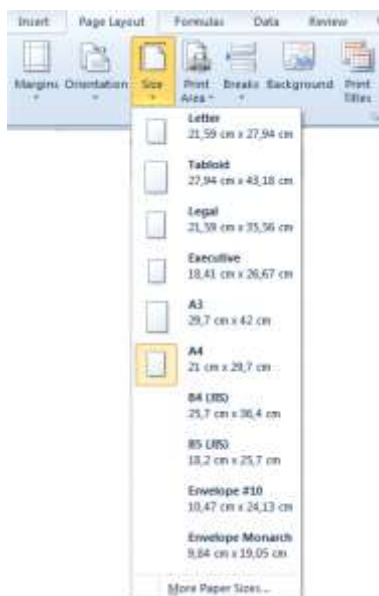 Insert Page Layout Formulas Data Review
Margins Orientation Size Print Area Breaks Background Print Titles
Letter
21,59 cm x 27,94 cm
Tabloid
27,94 cm x 43,18 cm
Legal
21,59 cm x 35,56 cm
Executive
18,41 cm x 26,67 cm
A3
29,7 cm x 42 cm
A4
21 cm x 29,7 cm
B4 (JIS)
25,7 cm x 36,4 cm
B5 (JIS)
18,2 cm x 25,7 cm
Envelope #10
10,47 cm x 24,13 cm
Envelope Monarch
9,84 cm x 19,05 cm
More Paper Sizes...